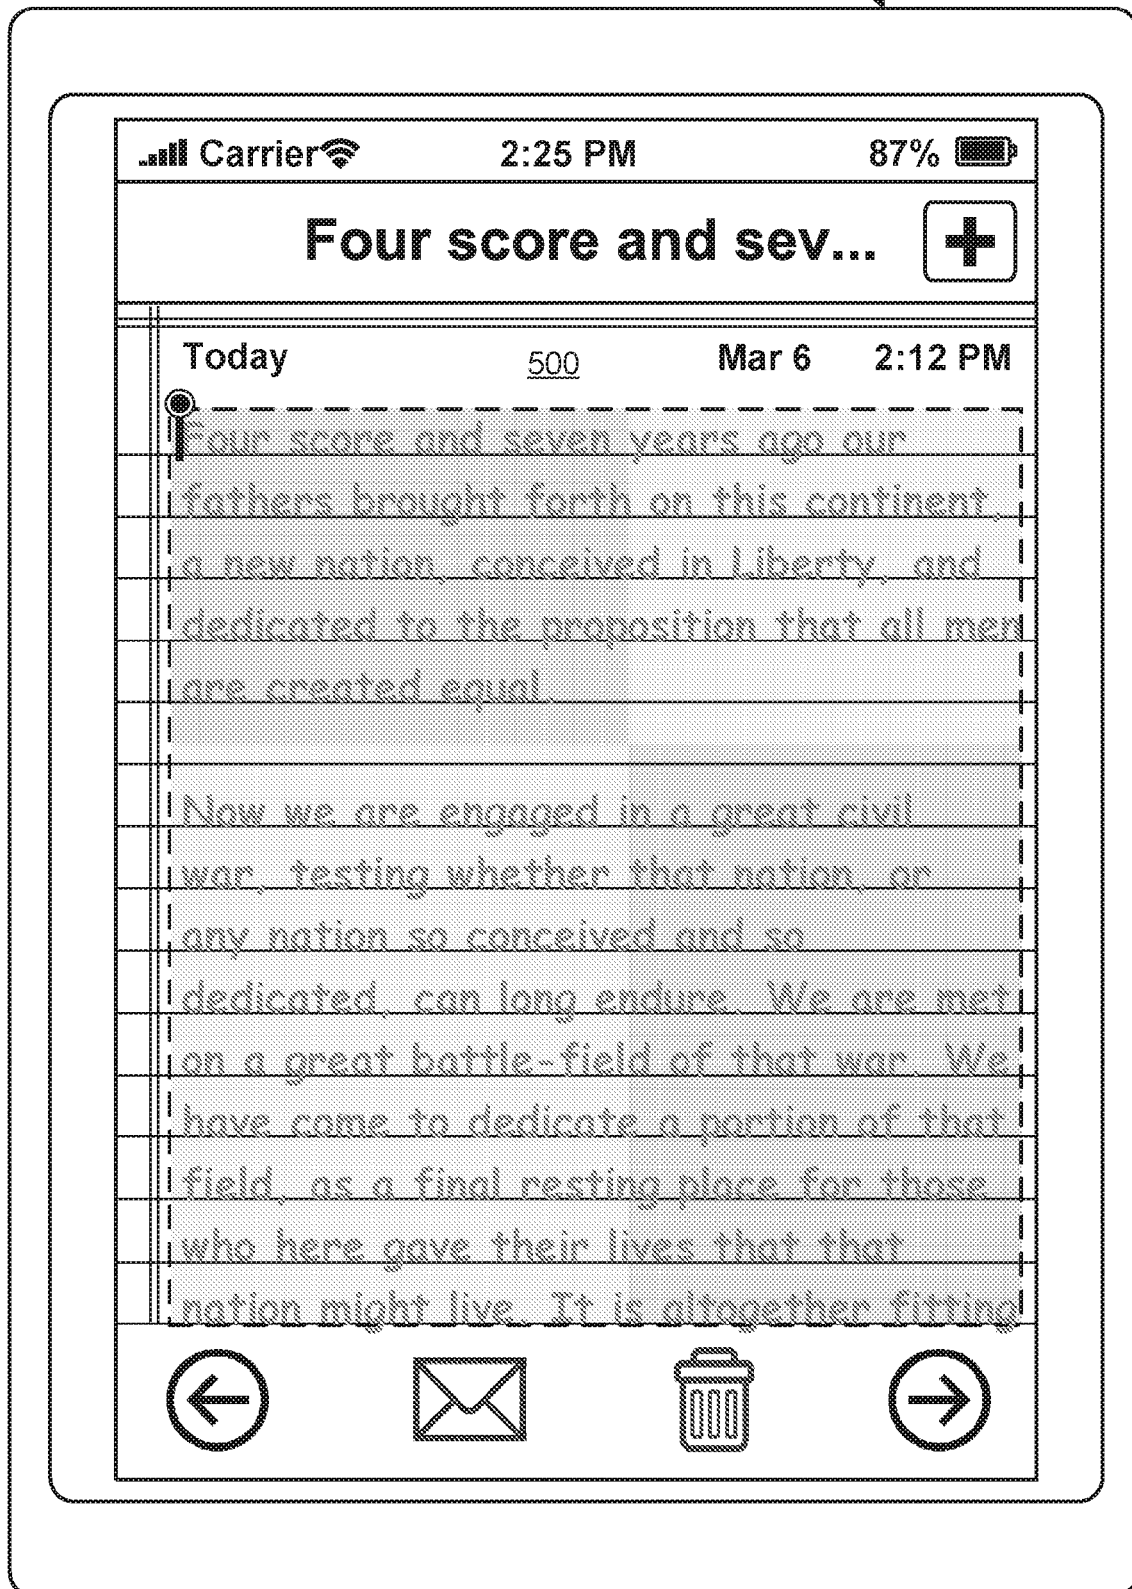 Carrier 2:25 PM 87%
Four score and sev...
Today 500 Mar 6 2:12 PM
Four score and seven years ago our
fathers brought forth on this continent,
a new nation, conceived in Liberty, and
dedicated to the proposition that all men
are created equal.
Now we are engaged in a great civil
war, testing whether that nation, or
any nation so conceived and so
dedicated, can long endure. We are met
on a great battle-field of that war. We
have come to dedicate a portion of that
field, as a final resting place for those
who here gave their lives that that
nation might live. It is altogether fitting